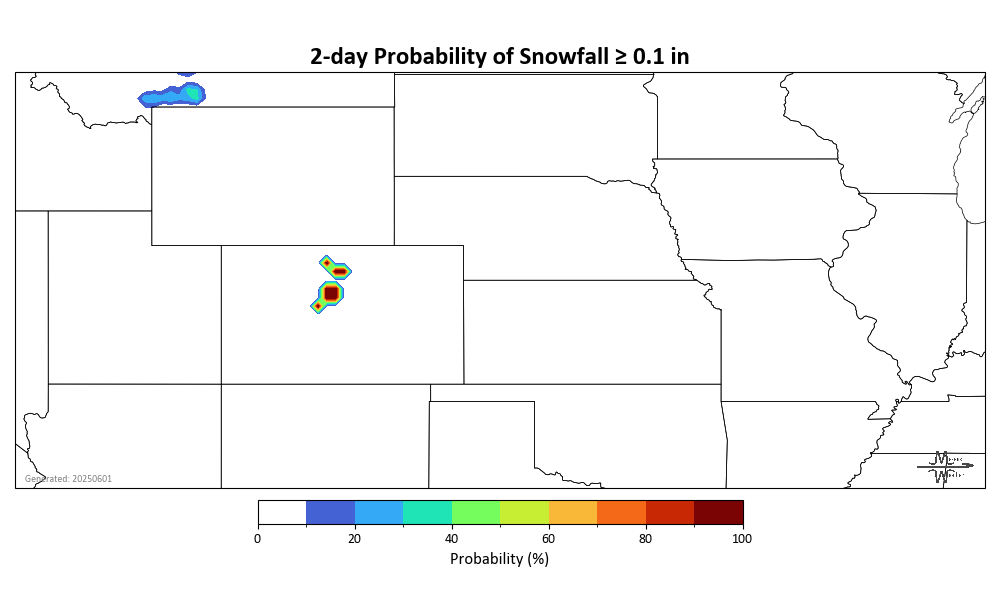 2-day Probability of Snowfall ≥ 0.1 in
Generated: 20250601
0 20 40 60 80 100
Probability (%)